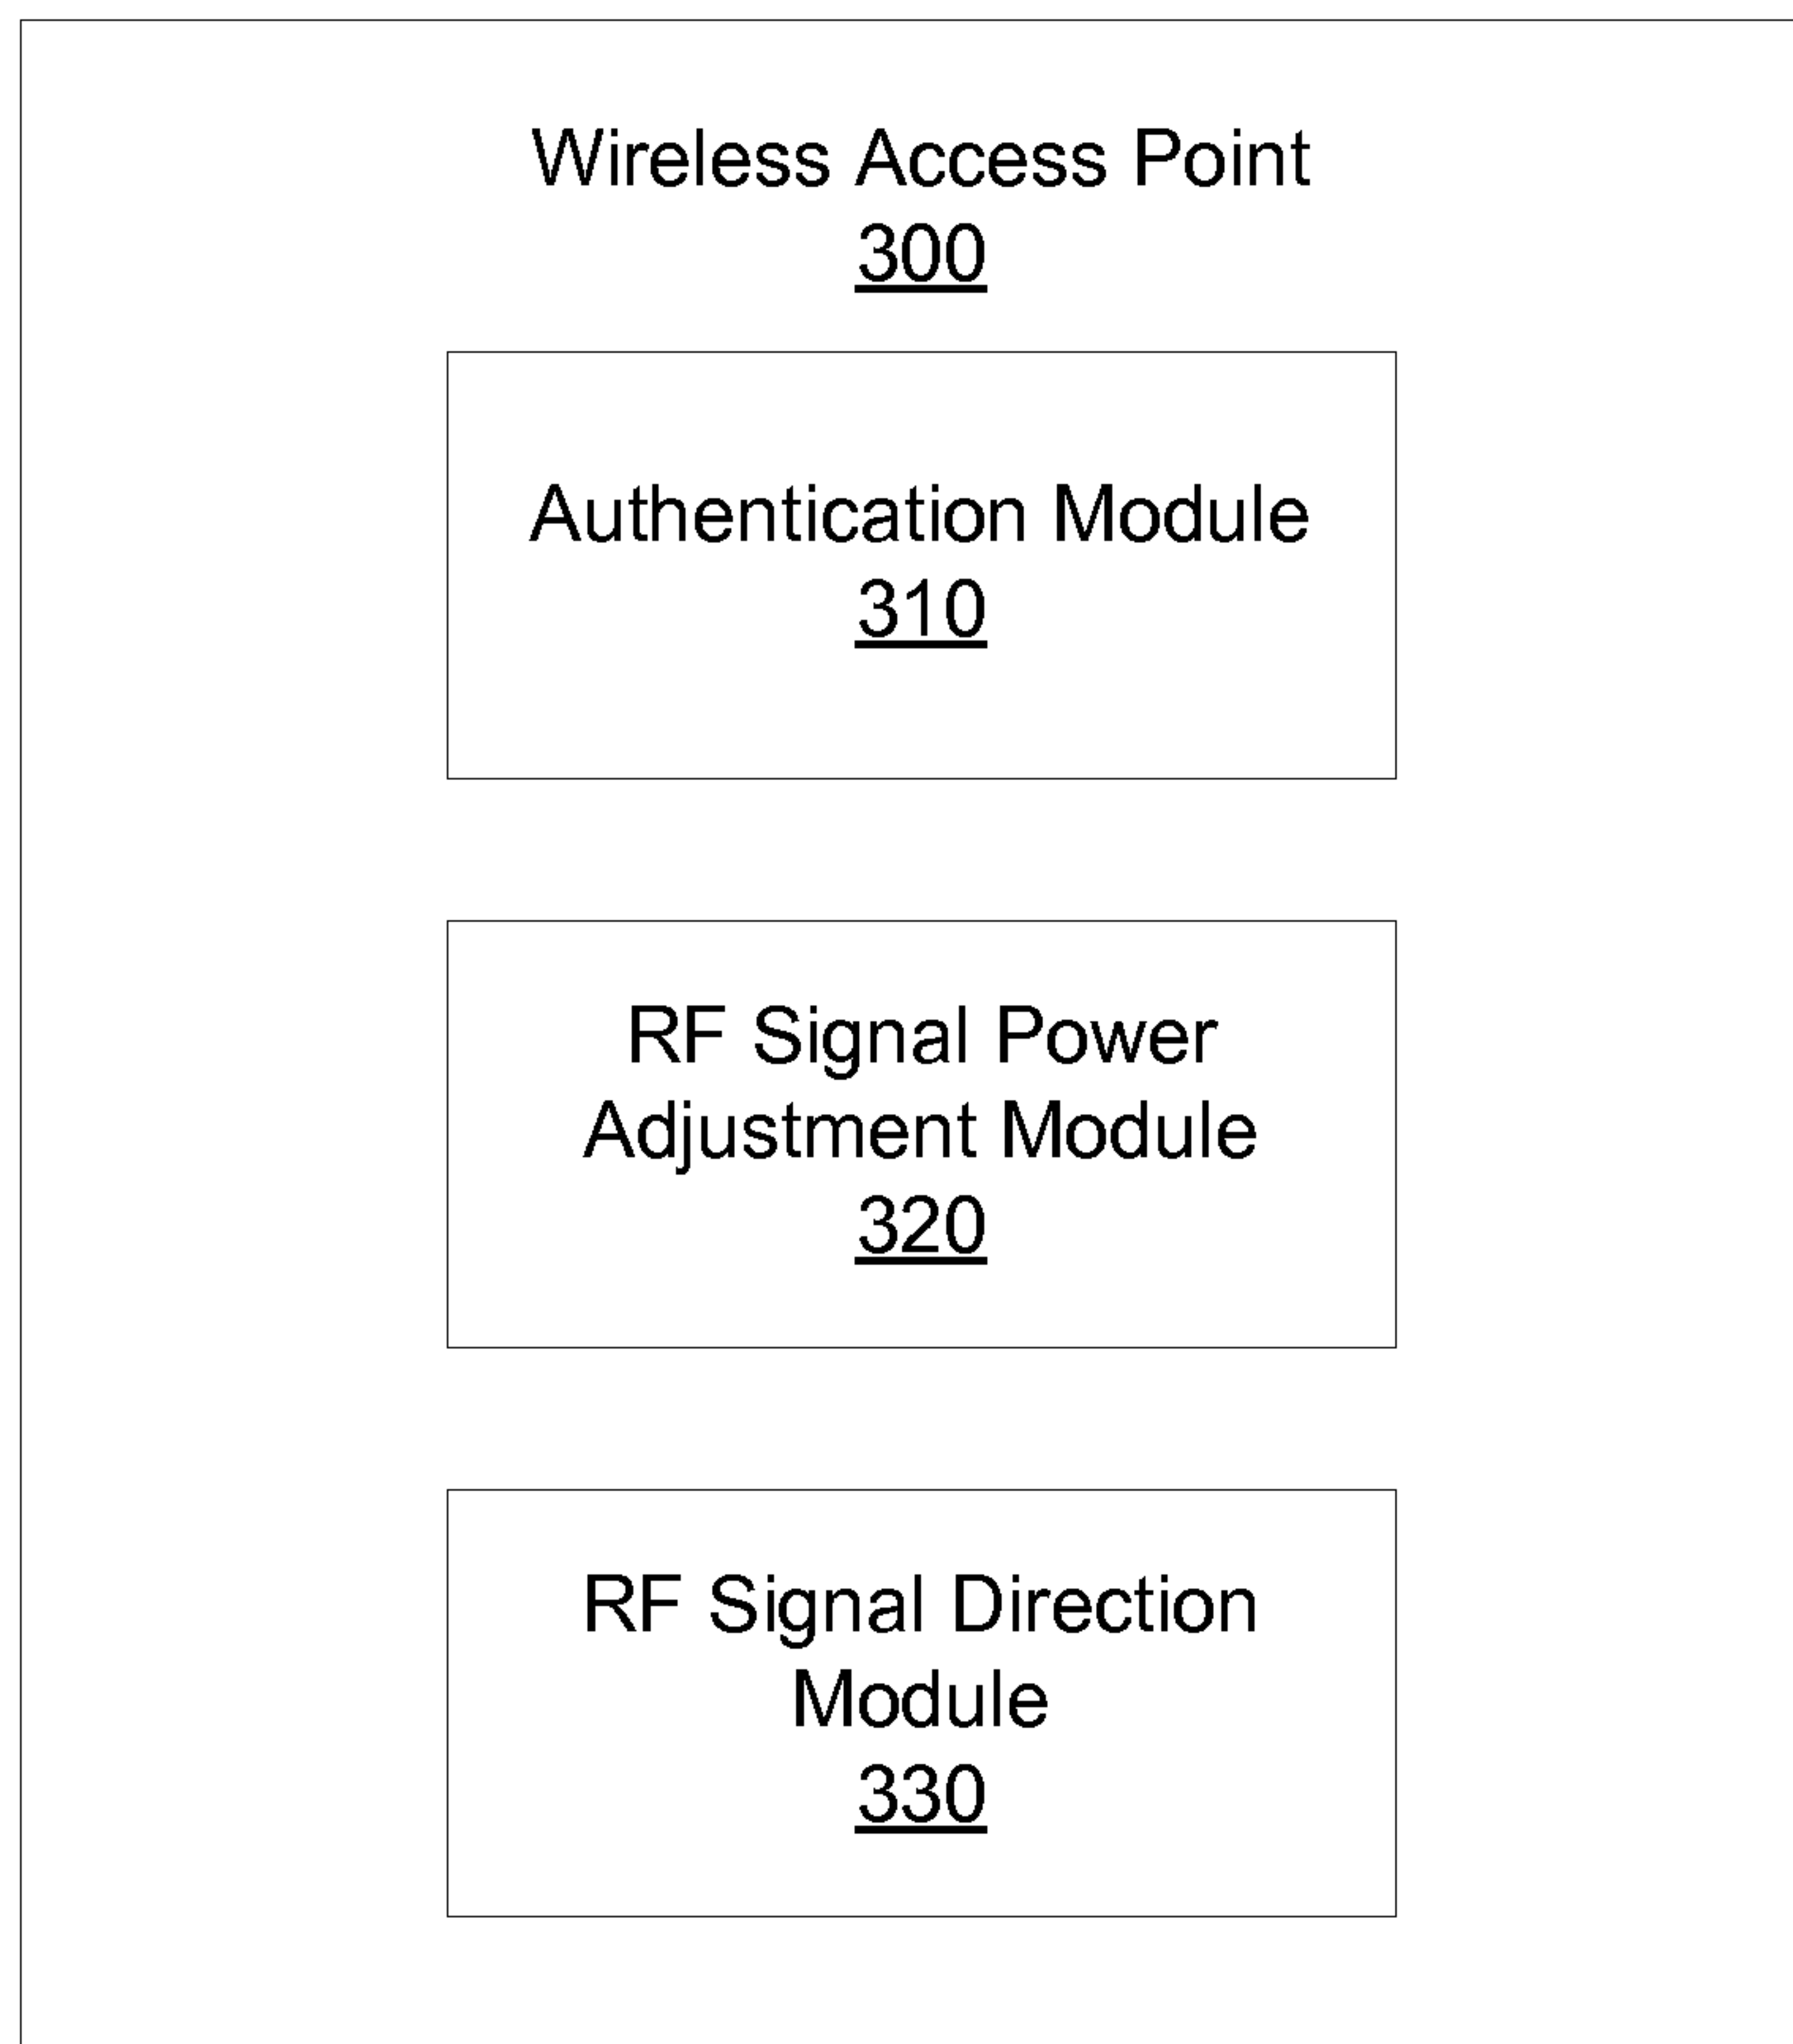 Wireless Access Point
300
Authentication Module
310
RF Signal Power
Adjustment Module
320
RF Signal Direction
Module
330